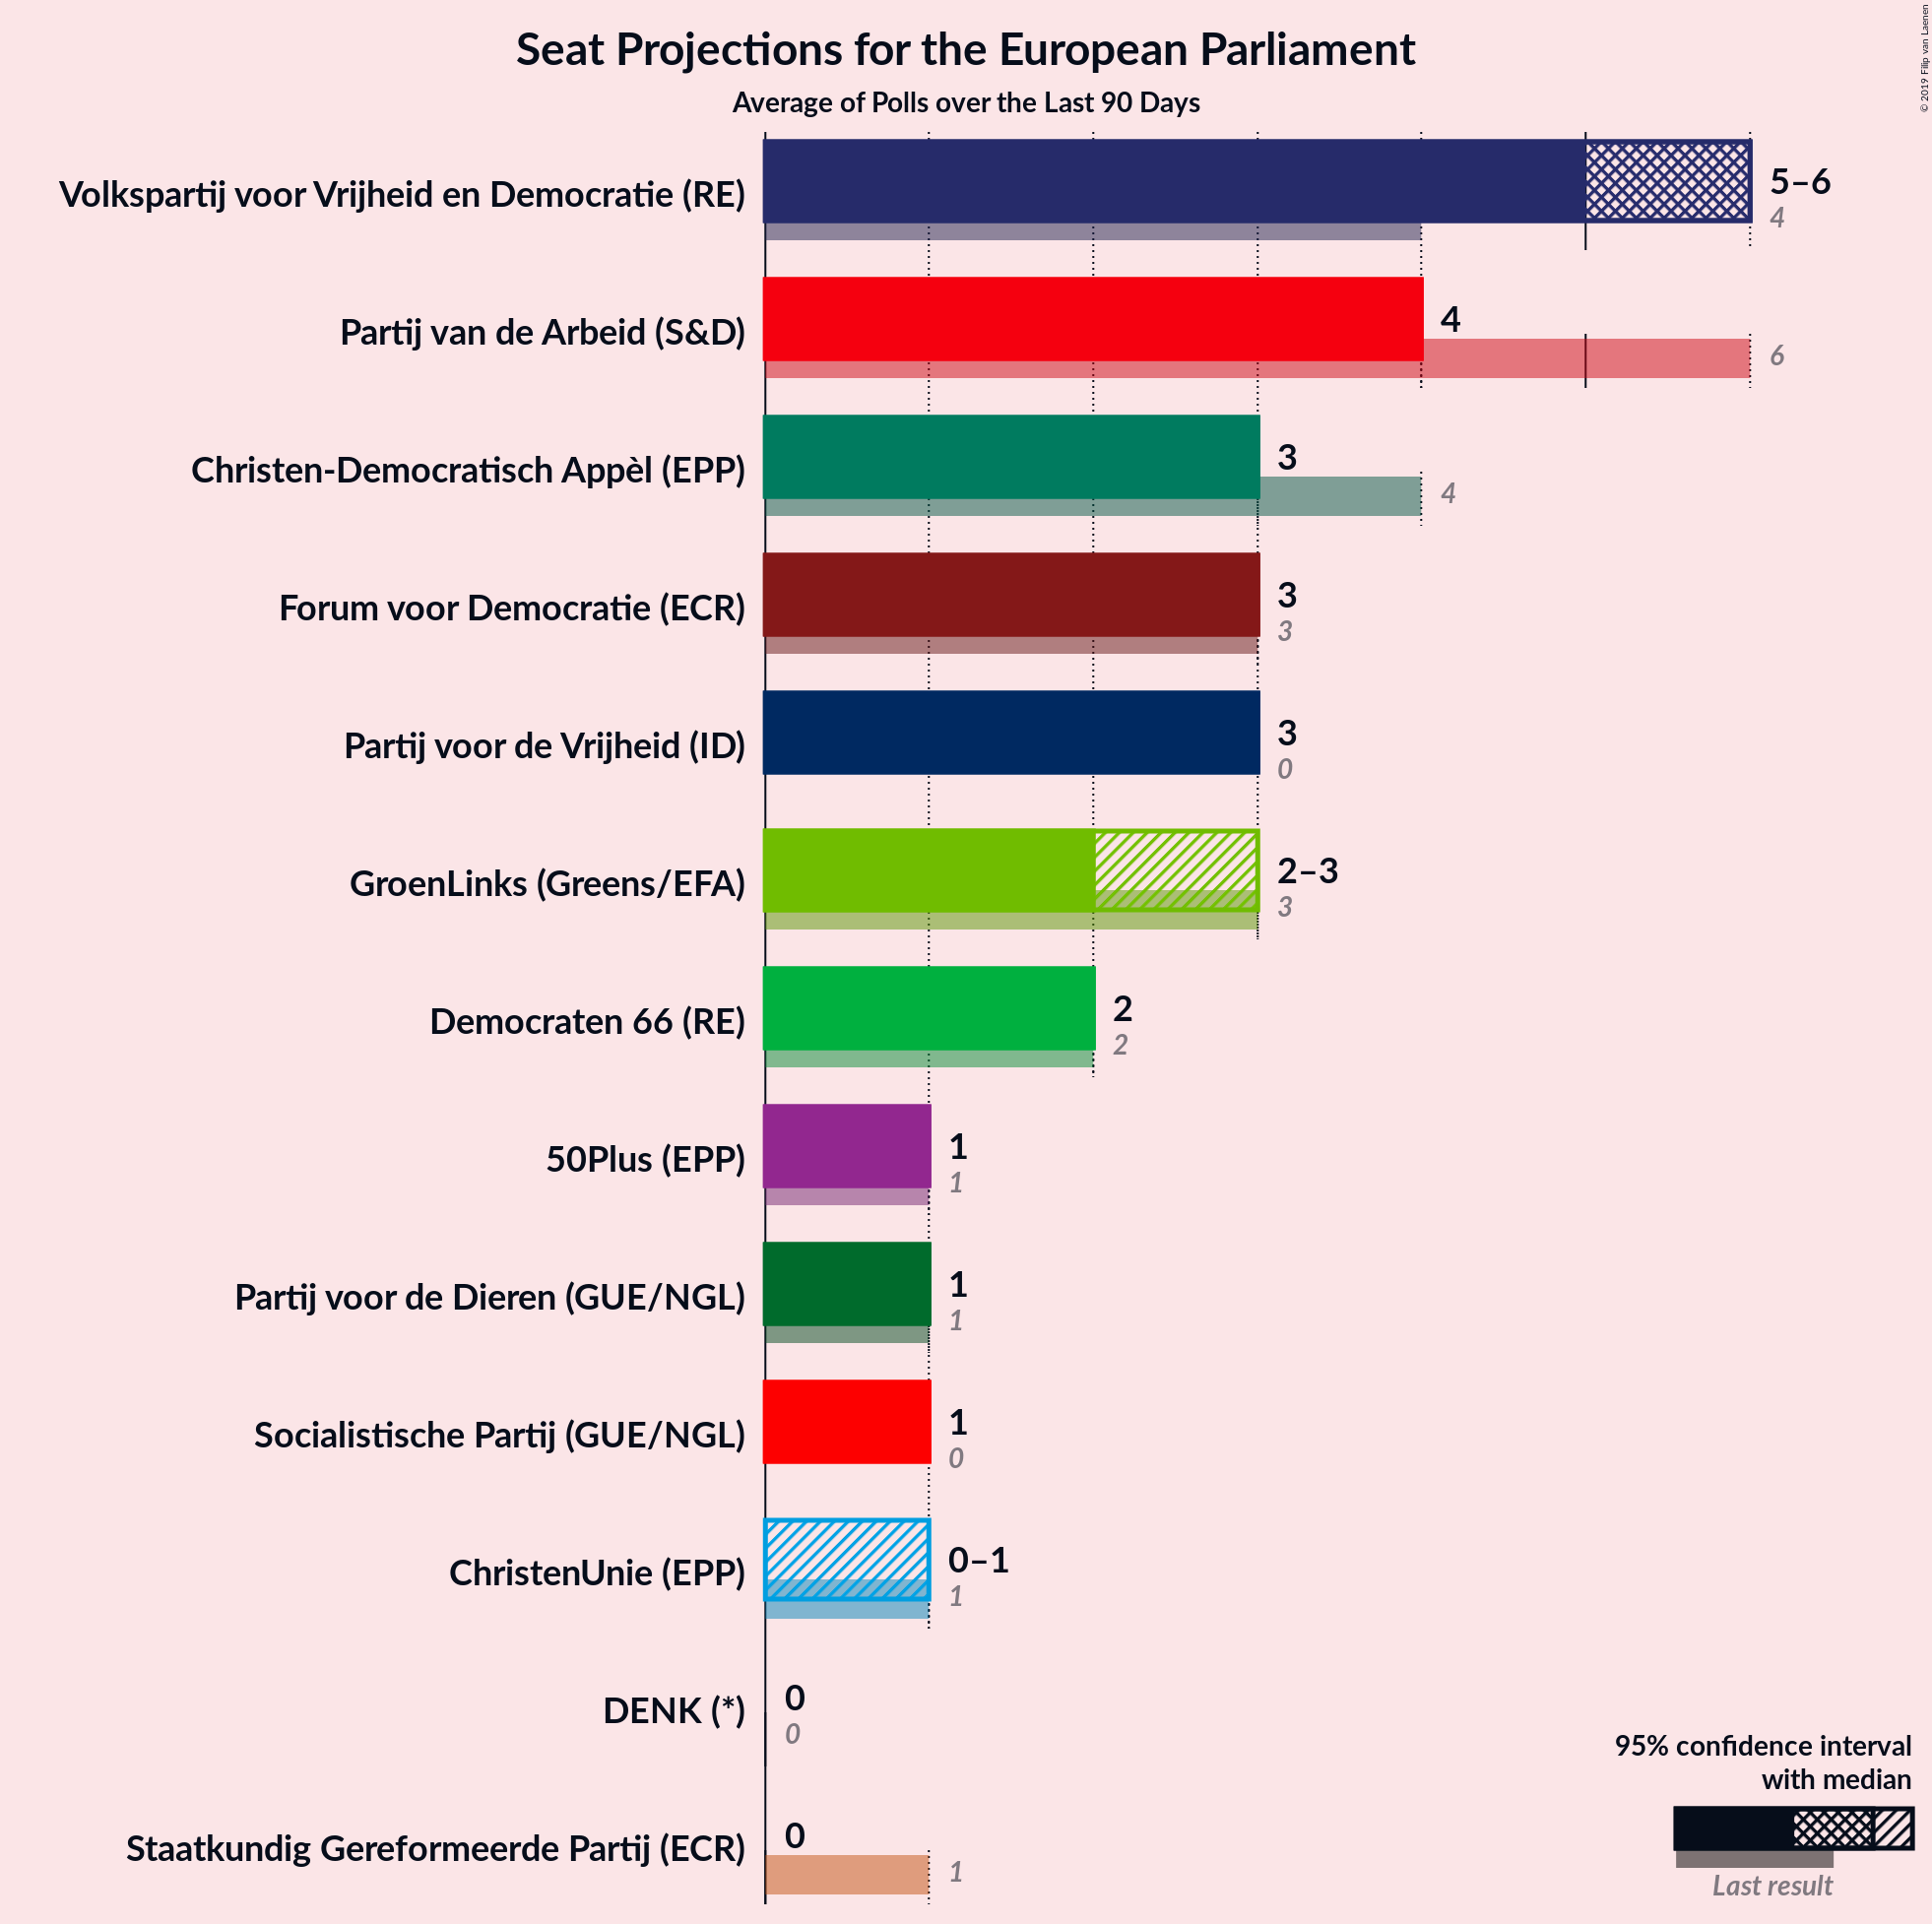 Seat Projections for the European Parliament
Average of Polls over the Last 90 Days
© 2019 Filip van Laenen
Volkspartij voor Vrijheid en Democratie (RE)
5–6
4
Partij van de Arbeid (S&D)
4
6
Christen-Democratisch Appèl (EPP)
3
4
Forum voor Democratie (ECR)
3
3
Partij voor de Vrijheid (ID)
3
0
GroenLinks (Greens/EFA)
2–3
3
Democraten 66 (RE)
2
2
50Plus (EPP)
1
1
Partij voor de Dieren (GUE/NGL)
1
1
Socialistische Partij (GUE/NGL)
1
0
ChristenUnie (EPP)
0–1
1
DENK (*)
0
0
Staatkundig Gereformeerde Partij (ECR)
0
1
95% confidence interval
with median
Last result